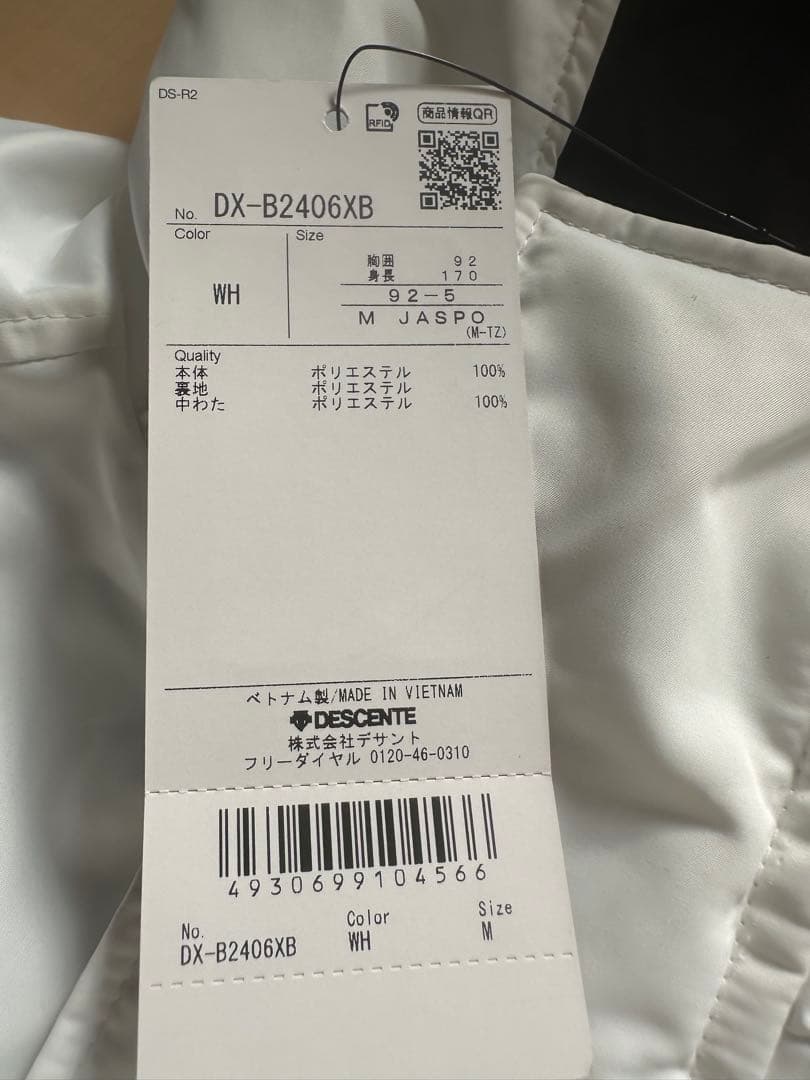 DS-R2
RFID
商品情報QR
No. DX-B2406XB
Color
Size
WH
胸囲 92
身長 170
92-5
M JASPO
(M-TZ)
Quality
本体 ポリエステル 100%
裏地 ポリエステル
中わた ポリエステル 100%
ベトナム製/MADE IN VIETNAM
DESCENTE
株式会社デサント
フリーダイヤル 0120-46-0310
4930699104566
No. Color Size
DX-B2406XB WH M